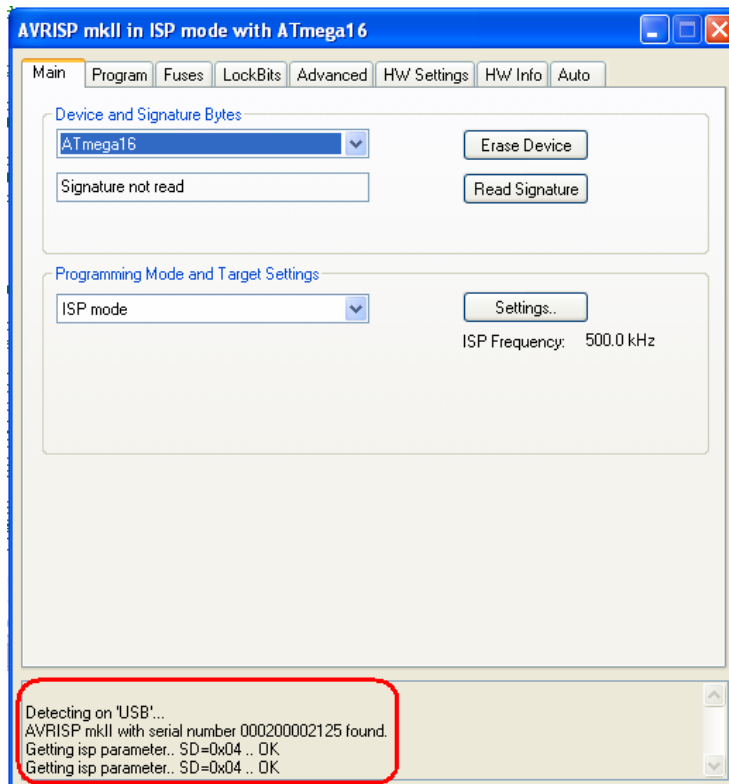 AVRISP mkII in ISP mode with ATmega16
Main Program Fuses LockBits Advanced HW Settings HW Info Auto
Device and Signature Bytes
ATmega16 Erase Device
Signature not read Read Signature
Programming Mode and Target Settings
ISP mode Settings..
ISP Frequency: 500.0 kHz
Detecting on 'USB'...
AVRISP mkII with serial number 000200002125 found.
Getting isp parameter.. SD=0x04 .. OK
Getting isp parameter.. SD=0x04 .. OK